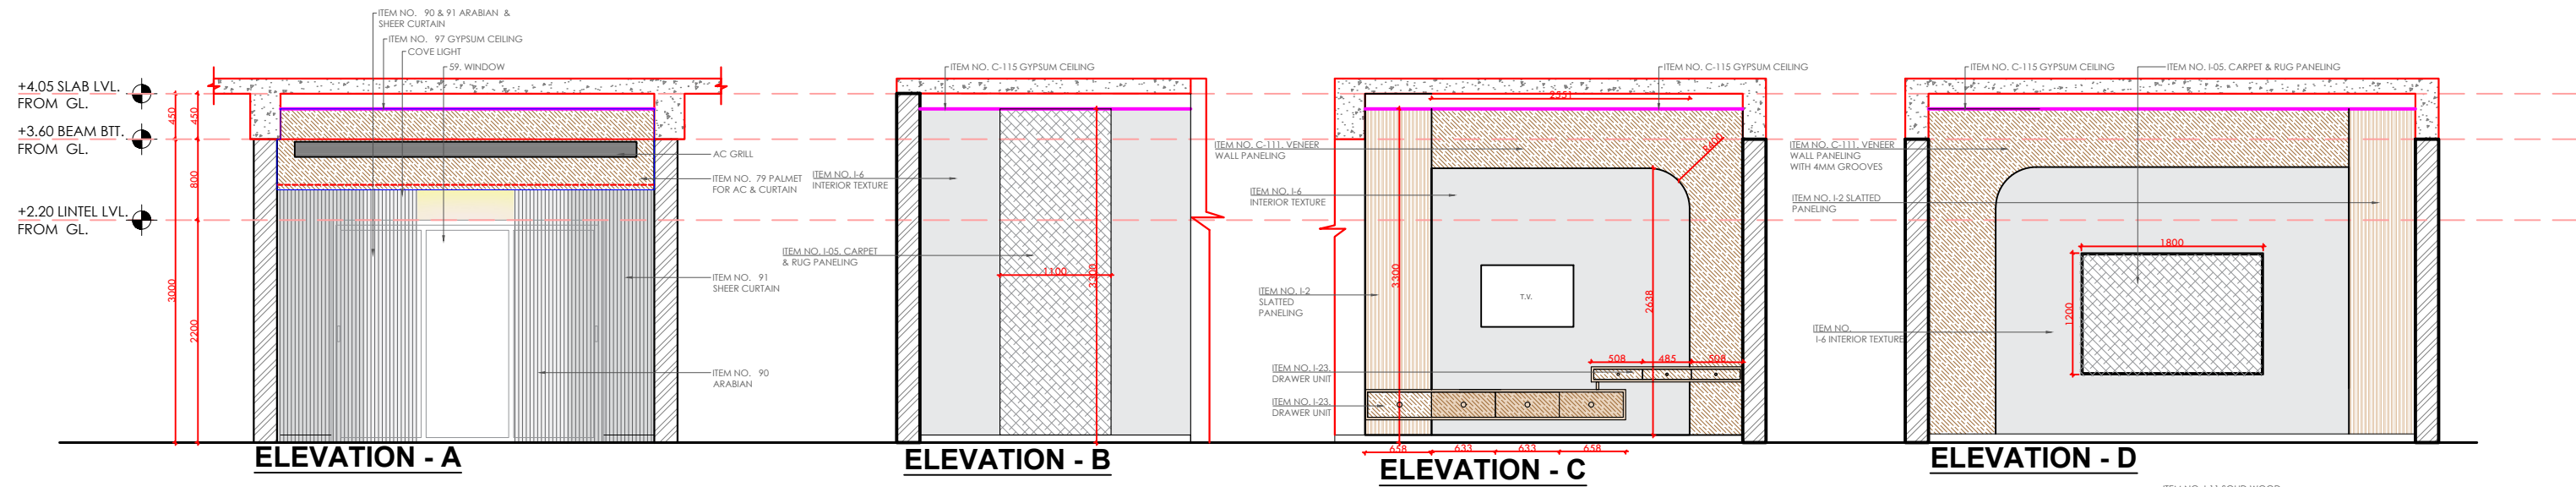 ITEM NO. 90 & 91 ARABIAN &
SHEER CURTAIN
ITEM NO. 97 GYPSUM CEILING
COVE LIGHT
59. WINDOW
+4.05 SLAB LVL.
FROM GL.
+3.60 BEAM BTT.
FROM GL.
+2.20 LINTEL LVL.
FROM GL.
450
450
800
3000
2200
AC GRILL
ITEM NO. 79 PALMET
FOR AC & CURTAIN
ITEM NO. 91
SHEER CURTAIN
ITEM NO. 90
ARABIAN
ELEVATION - A
ITEM NO. C-115 GYPSUM CEILING
ITEM NO. I-6
INTERIOR TEXTURE
ITEM NO. I-05. CARPET
& RUG PANELING
1100
3300
ELEVATION - B
ITEM NO. C-115 GYPSUM CEILING
2551
R400
ITEM NO. C-111, VENEER
WALL PANELING
ITEM NO. I-6
INTERIOR TEXTURE
3300
ITEM NO. I-2
SLATTED
PANELING
T.V.
2638
508
485
508
ITEM NO. I-23.
DRAWER UNIT
ITEM NO. I-23.
DRAWER UNIT
658
633
633
658
ELEVATION - C
ITEM NO. C-115 GYPSUM CEILING
ITEM NO. I-05. CARPET & RUG PANELING
ITEM NO. C-111, VENEER
WALL PANELING
WITH 4MM GROOVES
ITEM NO. I-2 SLATTED
PANELING
1800
1200
ITEM NO.
I-6 INTERIOR TEXTURE
ELEVATION - D